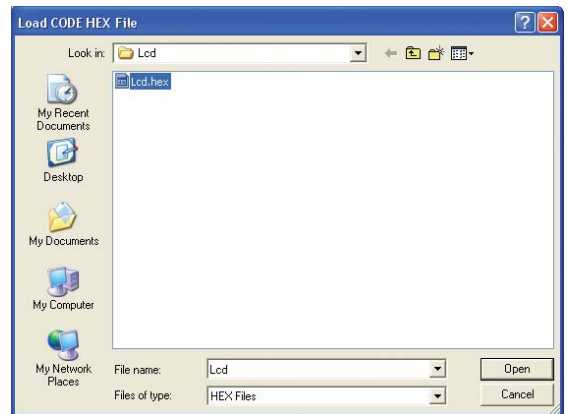 Load CODE HEX File
Look in:
Lcd
Lcd.hex
My Recent
Documents
Desktop
My Documents
My Computer
My Network
Places
File name:
Lcd
Open
Files of type:
HEX Files
Cancel